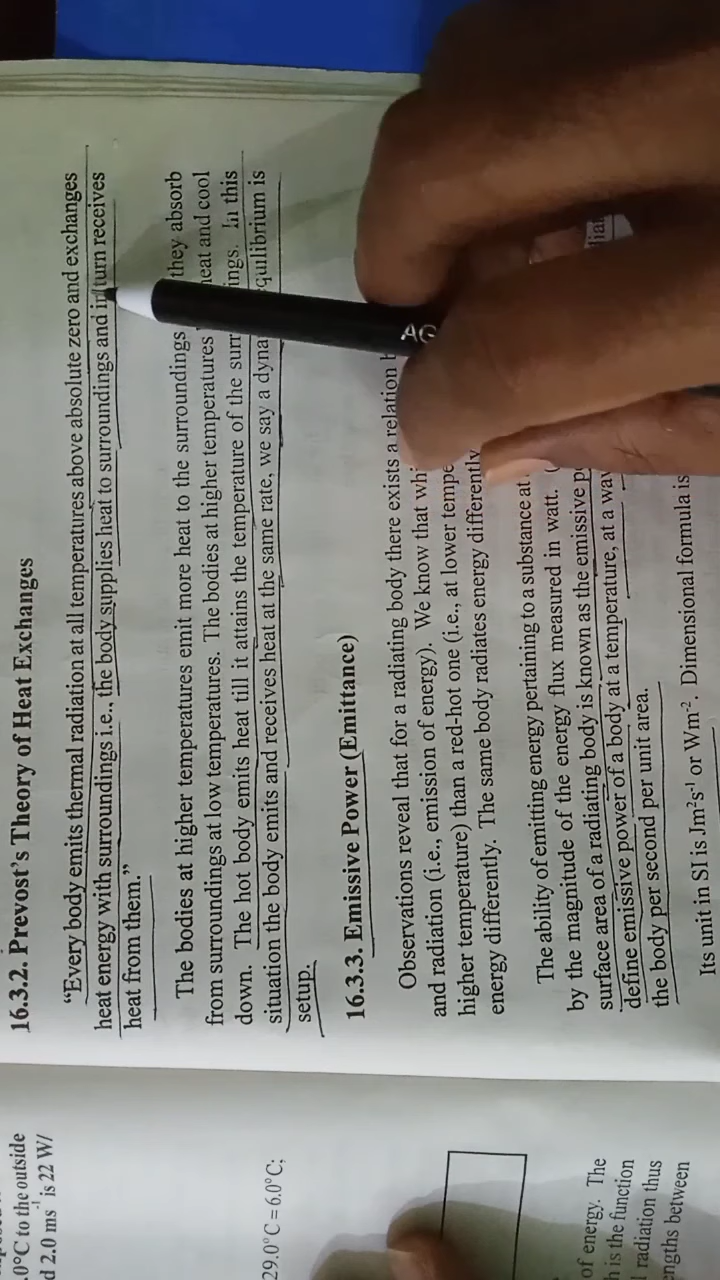 16.3.2. Prevost's Theory of Heat Exchanges
“Every body emits thermal radiation at all temperatures above absolute zero and exchanges
heat energy with surroundings i.e., the body supplies heat to surroundings and in turn receives
heat from them.”
The bodies at higher temperatures emit more heat to the surroundings they absorb
from surroundings at low temperatures. The bodies at higher temperatures heat and cool
down. The hot body emits heat till it attains the temperature of the surr ings. In this
situation the body emits and receives heat at the same rate, we say a dyna quilibrium is
setup.
16.3.3. Emissive Power (Emittance)
Observations reveal that for a radiating body there exists a relation b
and radiation (i.e., emission of energy). We know that whi
higher temperature) than a red-hot one (i.e., at lower tempe
energy differently. The same body radiates energy differently
The ability of emitting energy pertaining to a substance at
by the magnitude of the energy flux measured in watt. (
surface area of a radiating body is known as the emissive p
define emissive power of a body at a temperature, at a wav
the body per second per unit area.
Its unit in SI is Jm²s⁻¹ or Wm⁻². Dimensional formula is
AG
.0°C to the outside
d 2.0 ms⁻¹ is 22 W/
29.0°C = 6.0°C;
of energy. The
is the function
radiation thus
ngths between